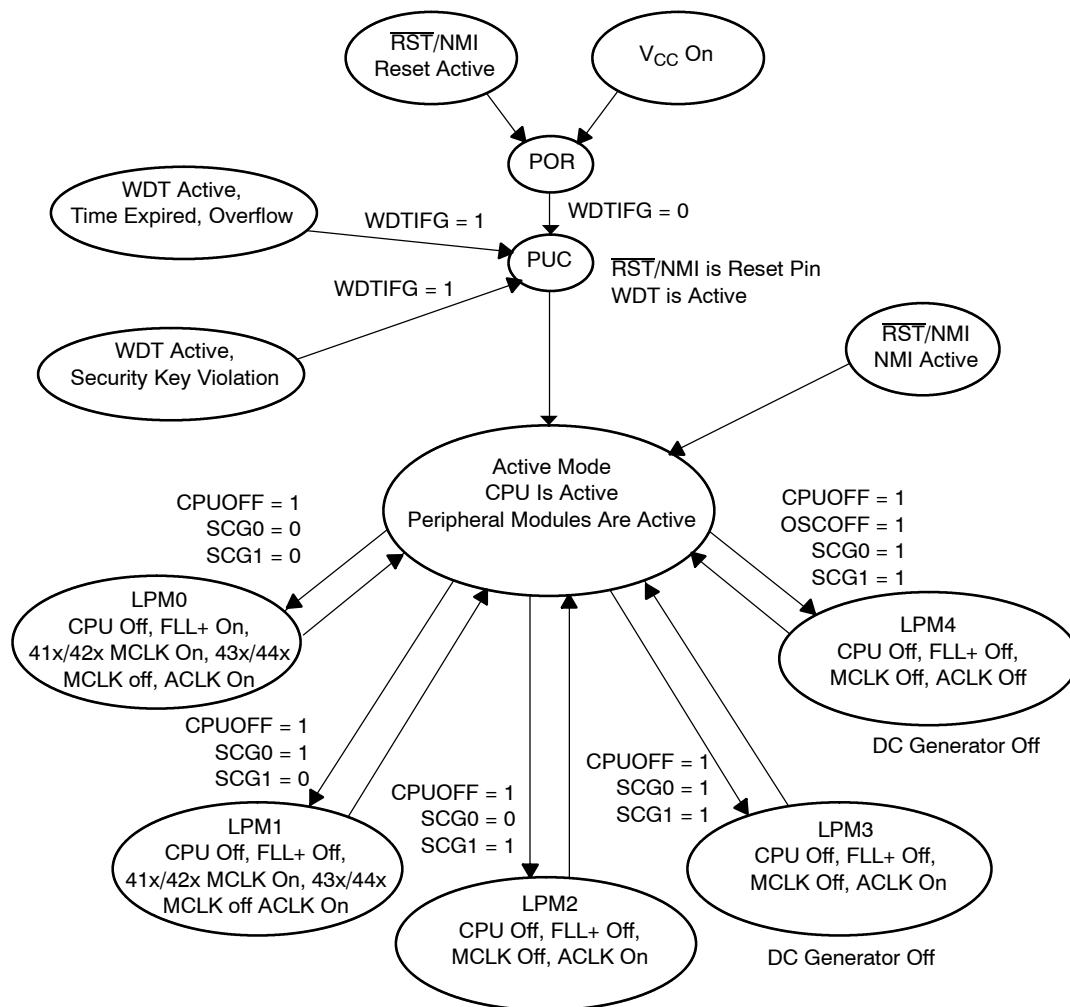 RST/NMI
Reset Active
VCC On
POR
WDT Active,
Time Expired, Overflow
WDTIFG = 1
WDTIFG = 0
PUC
RST/NMI is Reset Pin
WDT is Active
WDTIFG = 1
WDT Active,
Security Key Violation
RST/NMI
NMI Active
Active Mode
CPU Is Active
Peripheral Modules Are Active
CPUOFF = 1
SCG0 = 0
SCG1 = 0
CPUOFF = 1
OSCOFF = 1
SCG0 = 1
SCG1 = 1
LPM0
CPU Off, FLL+ On,
41x/42x MCLK On, 43x/44x
MCLK off, ACLK On
LPM4
CPU Off, FLL+ Off,
MCLK Off, ACLK Off
DC Generator Off
CPUOFF = 1
SCG0 = 1
SCG1 = 0
CPUOFF = 1
SCG0 = 0
SCG1 = 1
CPUOFF = 1
SCG0 = 1
SCG1 = 1
LPM1
CPU Off, FLL+ Off,
41x/42x MCLK On, 43x/44x
MCLK off ACLK On
LPM2
CPU Off, FLL+ Off,
MCLK Off, ACLK On
LPM3
CPU Off, FLL+ Off,
MCLK Off, ACLK On
DC Generator Off